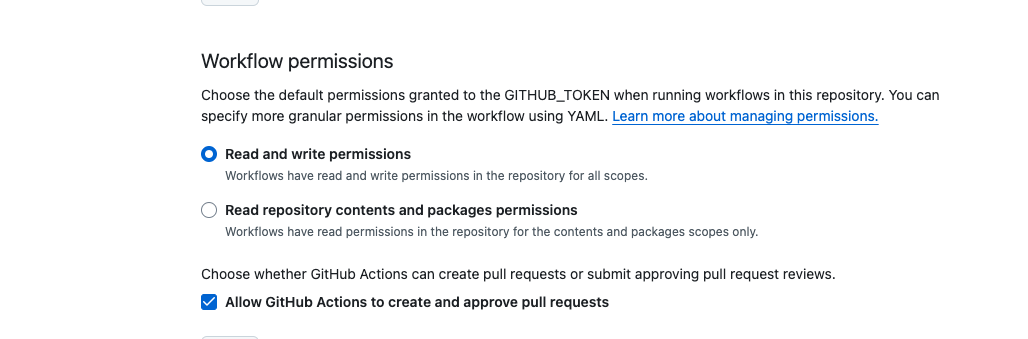 Workflow permissions
Choose the default permissions granted to the GITHUB_TOKEN when running workflows in this repository. You can
specify more granular permissions in the workflow using YAML. Learn more about managing permissions.
Read and write permissions
Workflows have read and write permissions in the repository for all scopes.
Read repository contents and packages permissions
Workflows have read permissions in the repository for the contents and packages scopes only.
Choose whether GitHub Actions can create pull requests or submit approving pull request reviews.
Allow GitHub Actions to create and approve pull requests